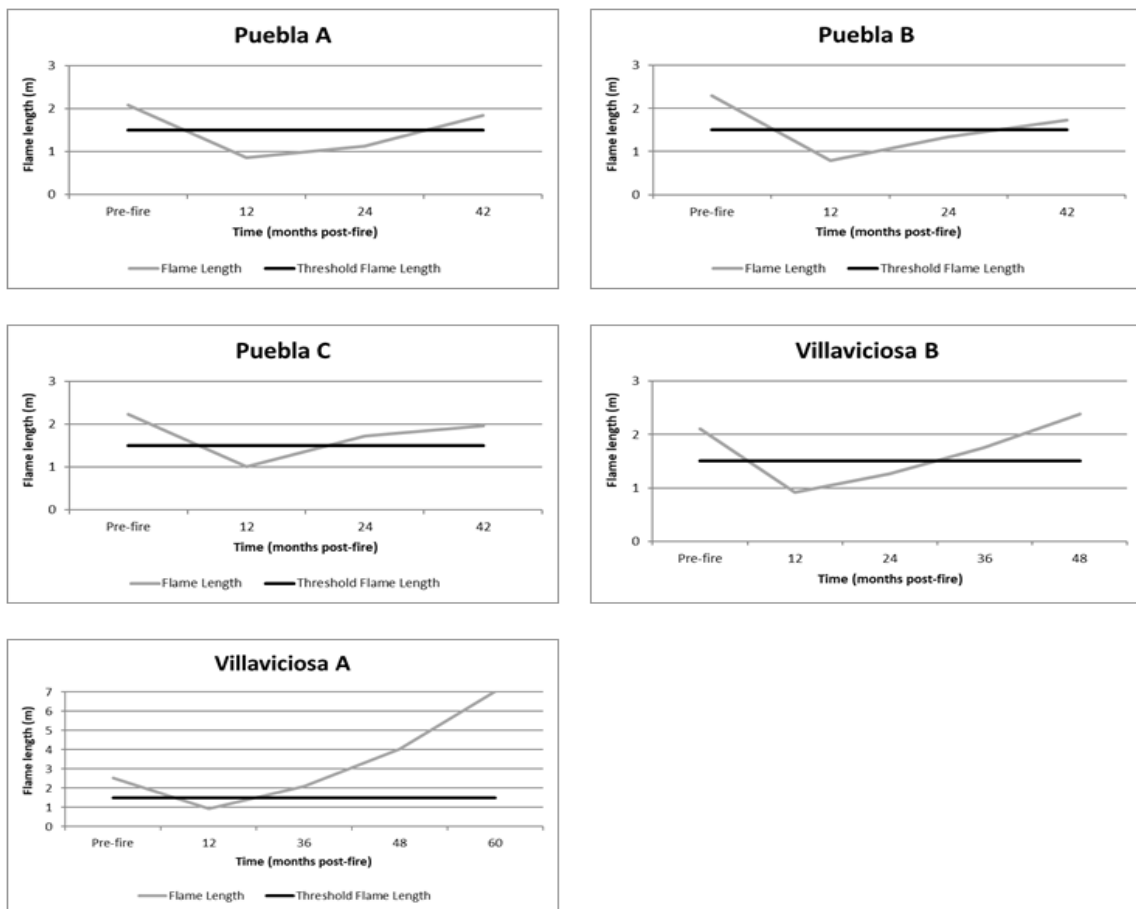 Puebla A
Flame length (m)
3
2
1
0
Pre-fire 12 24 42
Time (months post-fire)
Flame Length Threshold Flame Length
Puebla B
Flame length (m)
3
2
1
0
Pre-fire 12 24 42
Time (months post-fire)
Flame Length Threshold Flame Length
Puebla C
Flame length (m)
3
2
1
0
Pre-fire 12 24 42
Time (months post-fire)
Flame Length Threshold Flame Length
Villaviciosa B
Flame length (m)
3
2
1
0
Pre-fire 12 24 36 48
Time (months post-fire)
Flame Length Threshold Flame Length
Villaviciosa A
Flame length (m)
7
6
5
4
3
2
1
0
Pre-fire 12 36 48 60
Time (months post-fire)
Flame Length Threshold Flame Length